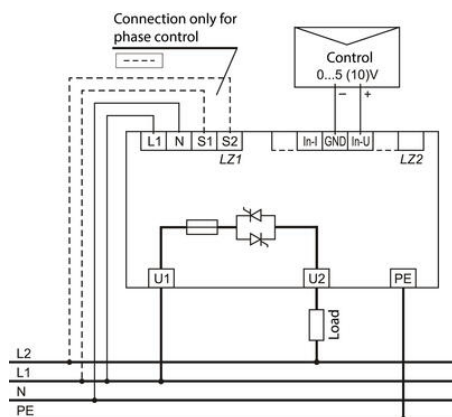 Connection only for
phase control
Control
0...5 (10)V
− +
L1 N S1 S2 In-I GND In-U
LZ1 LZ2
U1 U2 PE
Load
L2
L1
N
PE